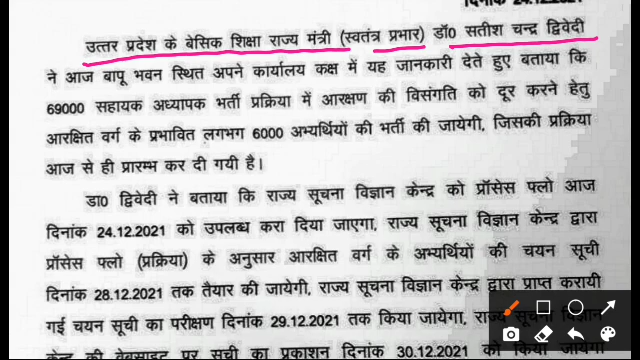 दिनांक 24.12.2021
उत्तर प्रदेश के बेसिक शिक्षा राज्य मंत्री (स्वतंत्र प्रभार) डॉ0 सतीश चन्द्र द्विवेदी
ने आज बापू भवन स्थित अपने कार्यालय कक्ष में यह जानकारी देते हुए बताया कि
69000 सहायक अध्यापक भर्ती प्रक्रिया में आरक्षण की विसंगति को दूर करने हेतु
आरक्षित वर्ग के प्रभावित लगभग 6000 अभ्यर्थियों की भर्ती की जायेगी, जिसकी प्रक्रिया
आज से ही प्रारम्भ कर दी गयी है।
डा0 द्विवेदी ने बताया कि राज्य सूचना विज्ञान केन्द्र को प्रॉसेस फ्लो आज
दिनांक 24.12.2021 को उपलब्ध करा दिया जाएगा, राज्य सूचना विज्ञान केन्द्र द्वारा
प्रॉसेस फ्लो (प्रक्रिया) के अनुसार आरक्षित वर्ग के अभ्यर्थियों की चयन सूची
दिनांक 28.12.2021 तक तैयार की जायेगी, राज्य सूचना विज्ञान केन्द्र द्वारा प्राप्त करायी
गई चयन सूची का परीक्षण दिनांक 29.12.2021 तक किया जायेगा, राज्य सूचना
केन्द्र की वेबसाइट पर सूची का प्रकाशन दिनांक 30.12.2021 को किया जायेगा